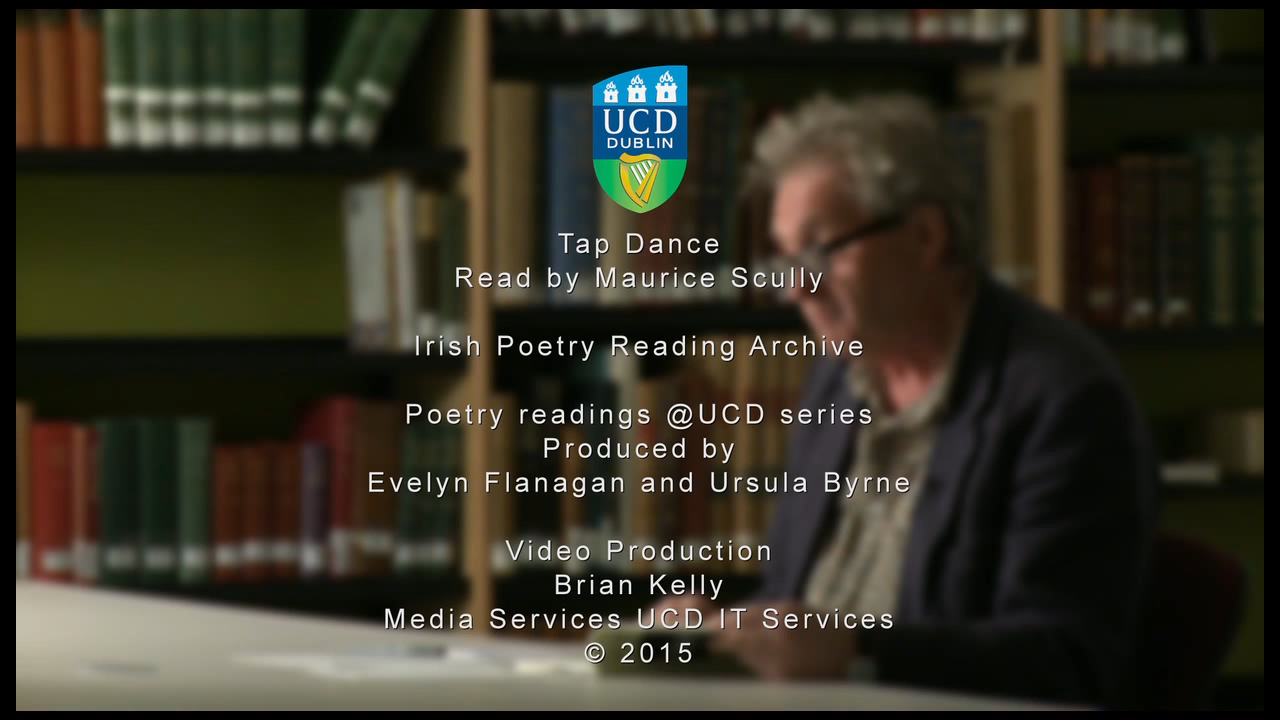 UCD
DUBLIN
Tap Dance
Read by Maurice Scully
Irish Poetry Reading Archive
Poetry readings @UCD series
Produced by
Evelyn Flanagan and Ursula Byrne
Video Production
Brian Kelly
Media Services UCD IT Services
© 2015